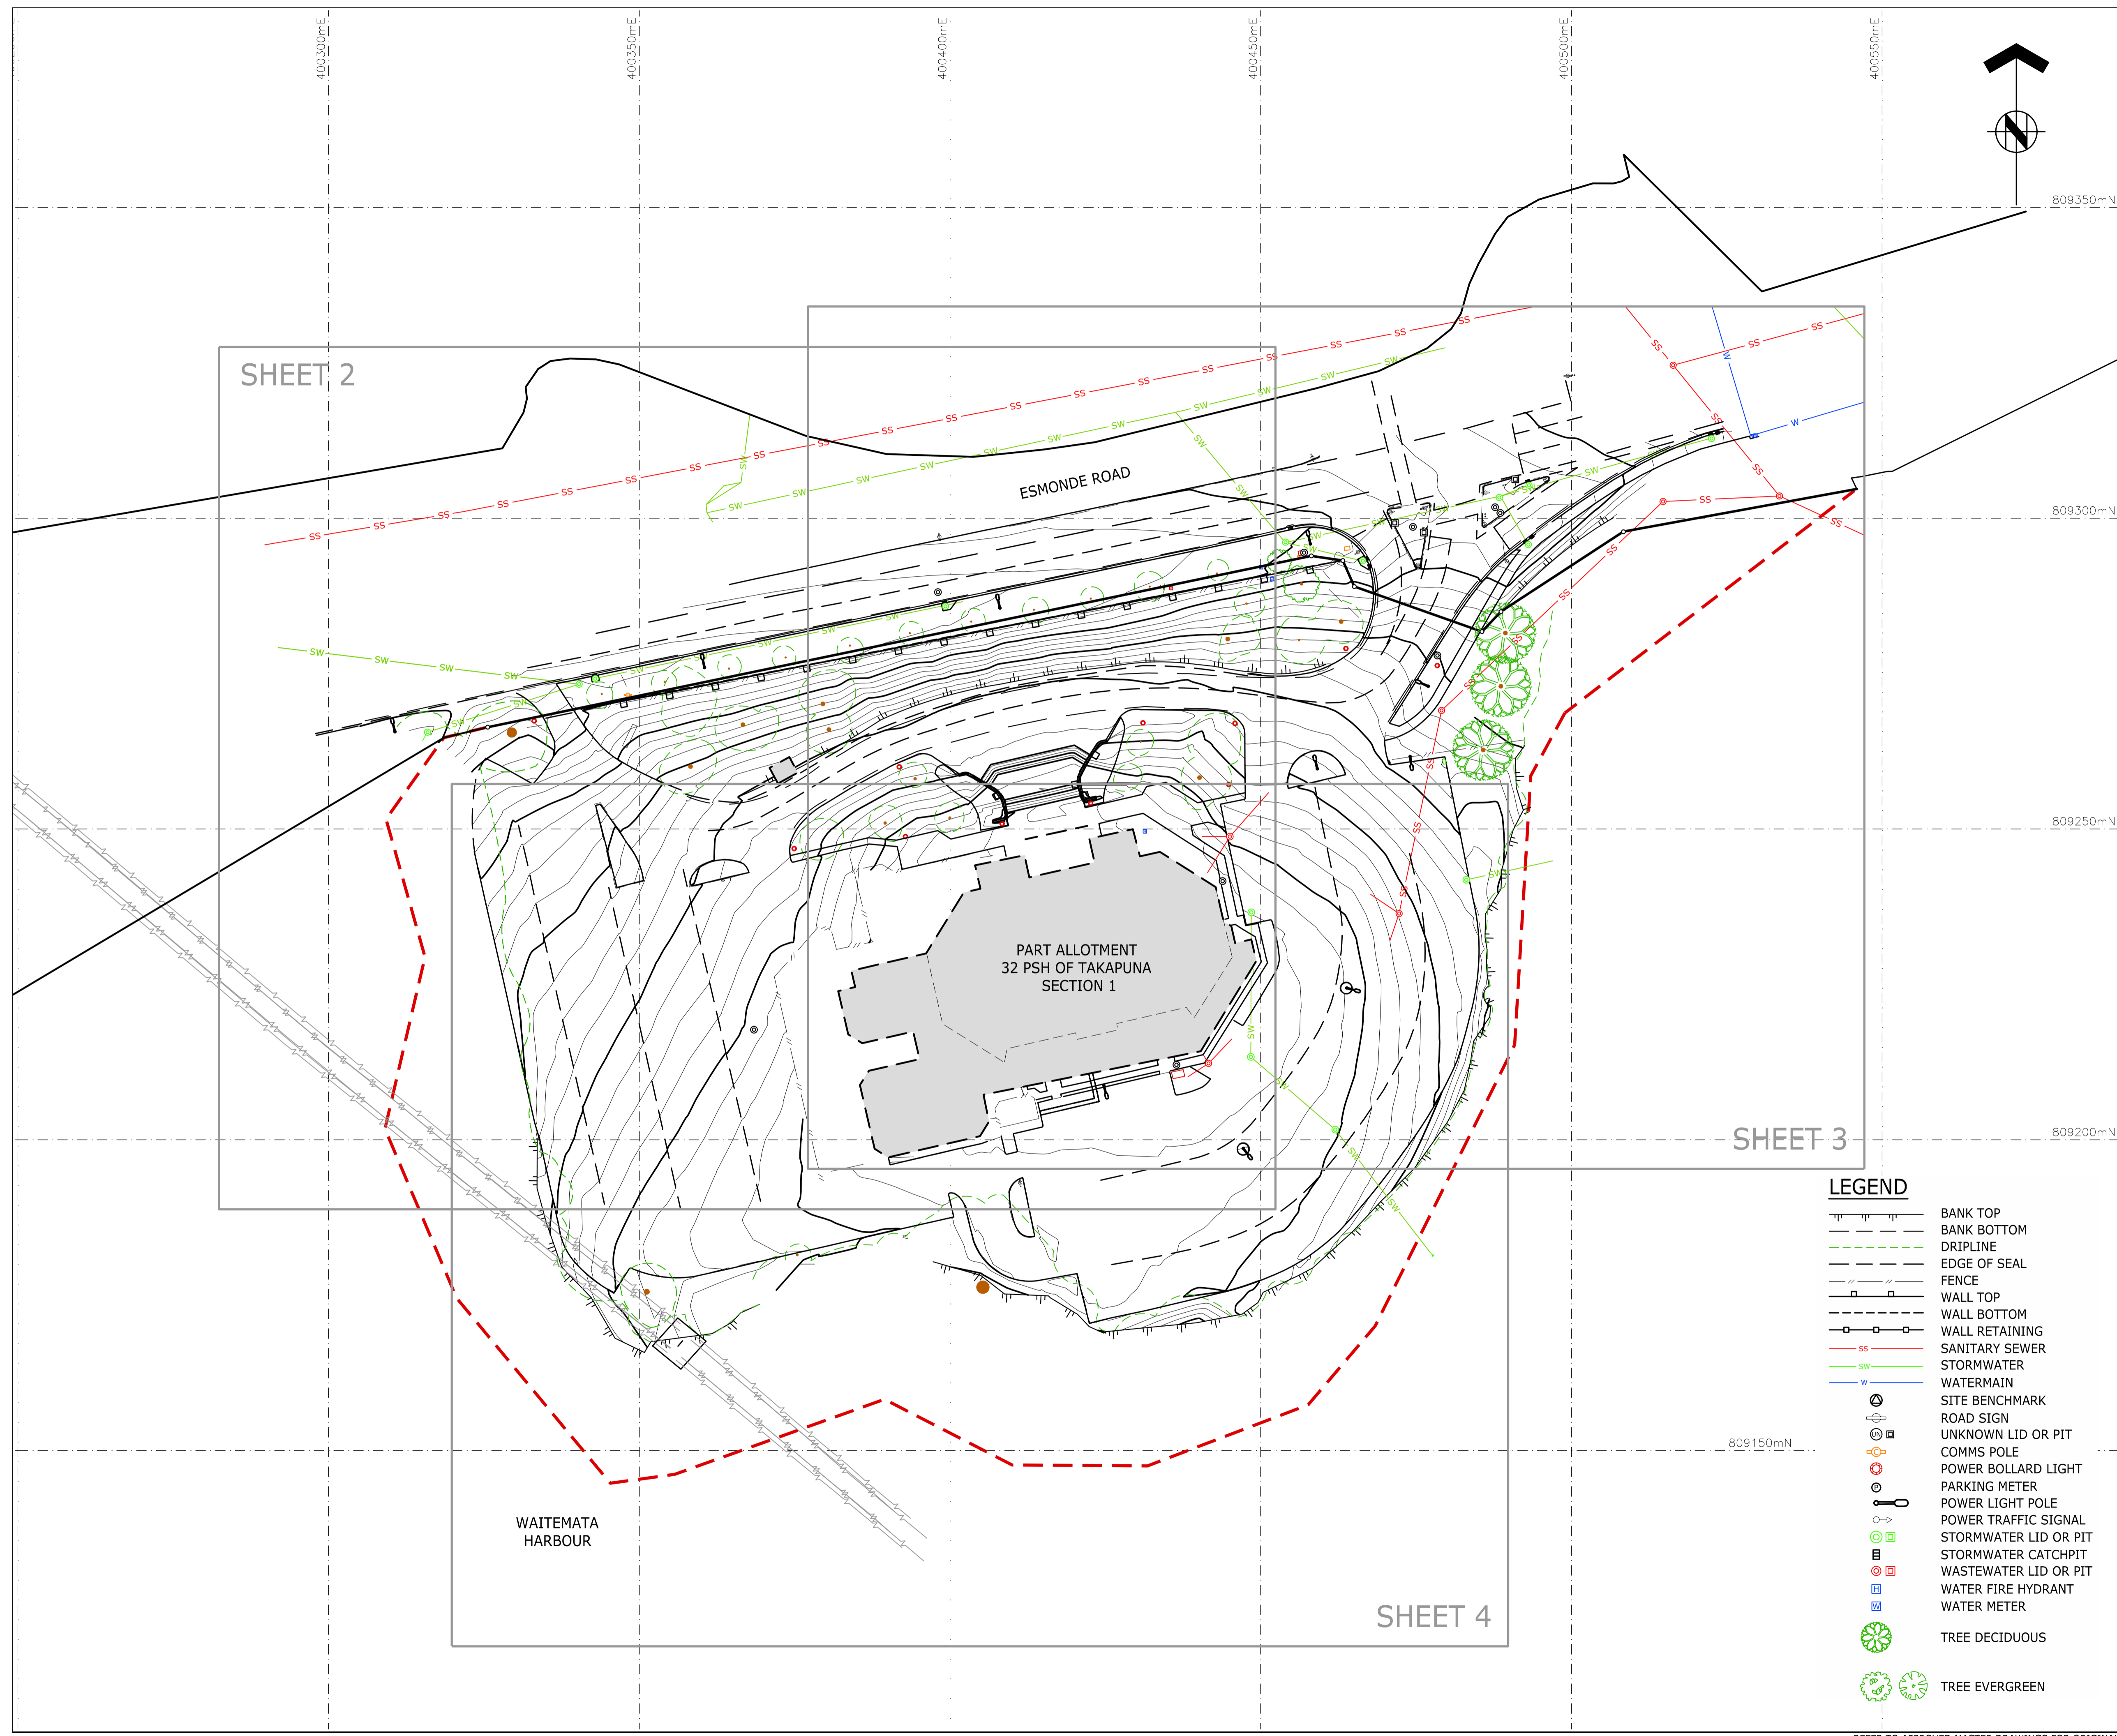 400300mE
400350mE
400400mE
400450mE
400500mE
400550mE
809350mN
SHEET 2
ESMONDE ROAD
809300mN
809250mN
PART ALLOTMENT
32 PSH OF TAKAPUNA
SECTION 1
809200mN
SHEET 3
LEGEND
BANK TOP
BANK BOTTOM
DRIPLINE
EDGE OF SEAL
FENCE
WALL TOP
WALL BOTTOM
WALL RETAINING
SS SANITARY SEWER
SW STORMWATER
W WATERMAIN
SITE BENCHMARK
ROAD SIGN
UN UNKNOWN LID OR PIT
C COMMS POLE
POWER BOLLARD LIGHT
P PARKING METER
POWER LIGHT POLE
POWER TRAFFIC SIGNAL
STORMWATER LID OR PIT
STORMWATER CATCHPIT
WASTEWATER LID OR PIT
H WATER FIRE HYDRANT
W WATER METER
TREE DECIDUOUS
TREE EVERGREEN
809150mN
WAITEMATA
HARBOUR
SHEET 4